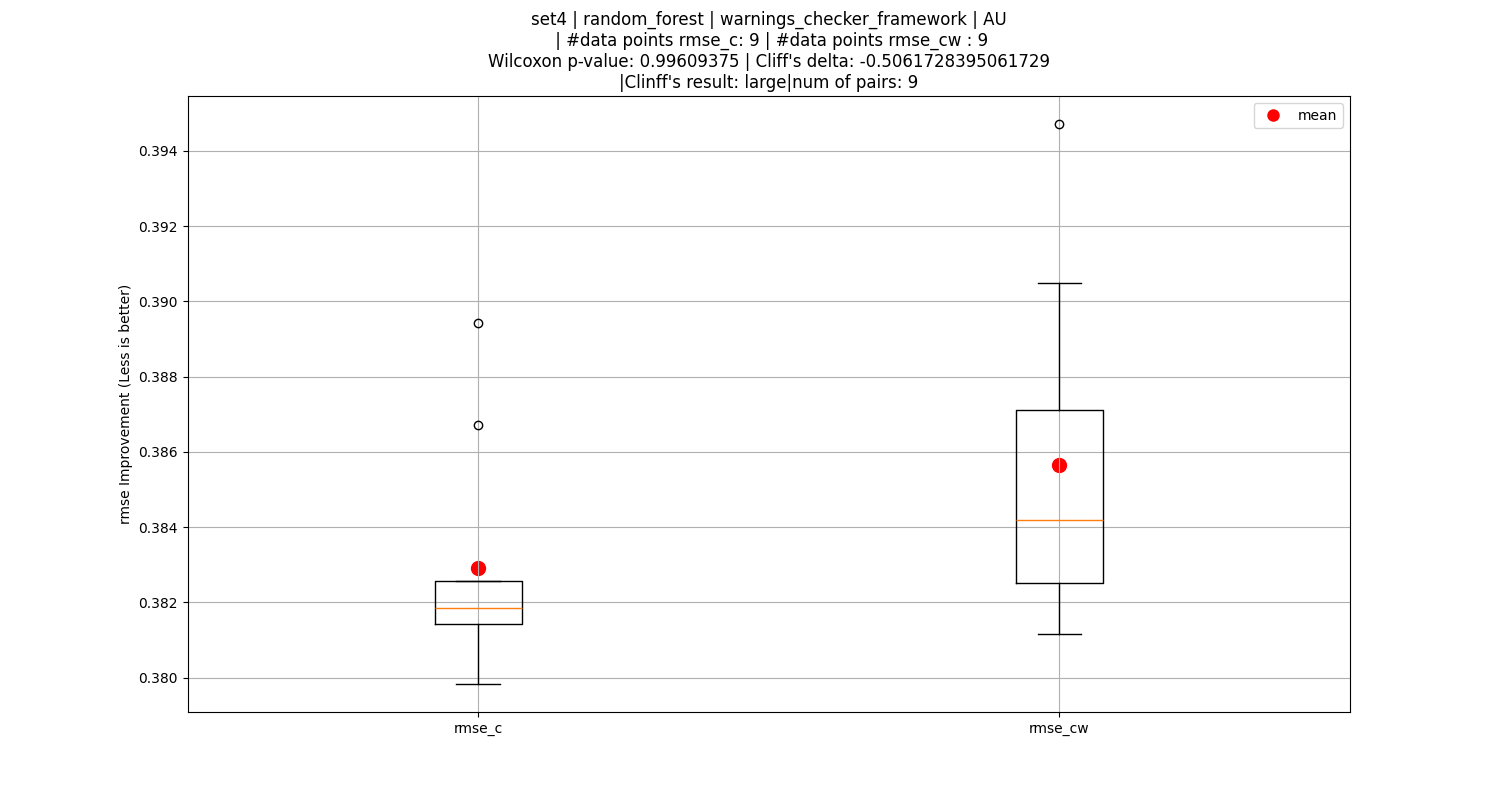 set4 | random_forest | warnings_checker_framework | AU
| #data points rmse_c: 9 | #data points rmse_cw : 9
Wilcoxon p-value: 0.99609375 | Cliff's delta: -0.5061728395061729
|Clinff's result: large|num of pairs: 9
mean
rmse Improvement (Less is better)
0.394
0.392
0.390
0.388
0.386
0.384
0.382
0.380
rmse_c
rmse_cw